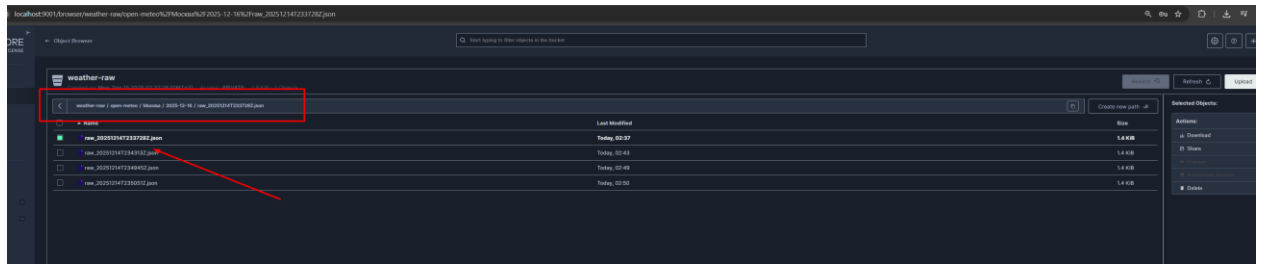 localhost:9001/browser/weather-raw/open-meteo%2FМосква%2F2025-12-16%2Fraw_20251214T233728Z.json
Object Browser
Start typing to filter objects in the bucket
weather-raw
Rewind
Refresh
Upload
weather-raw / open-meteo / Москва / 2025-12-16 / raw_20251214T233728Z.json
Create new path
Selected Objects:
Name
Last Modified
Size
Actions:
raw_20251214T233728Z.json
Today, 02:37
1.4 KiB
Download
raw_20251214T234313Z.json
Today, 02:43
1.4 KiB
Share
raw_20251214T234945Z.json
Today, 02:49
1.4 KiB
raw_20251214T235051Z.json
Today, 02:50
1.4 KiB
Delete